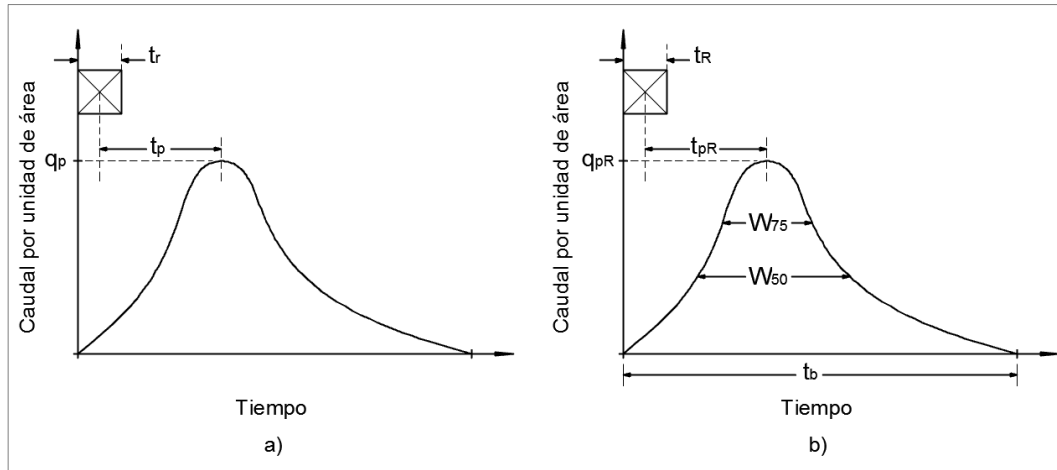 Caudal por unidad de área
tr
tp
qp
Tiempo
a)
Caudal por unidad de área
tR
tpR
qpR
W75
W50
tb
Tiempo
b)